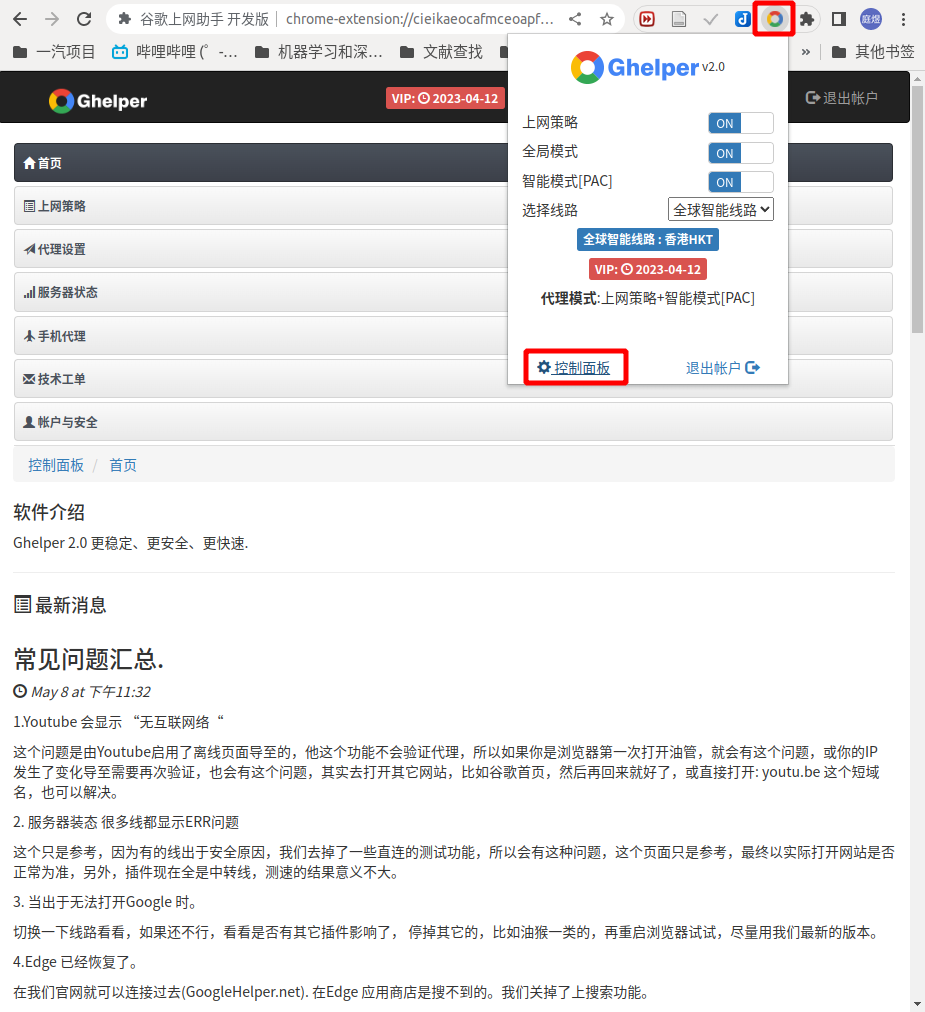 谷歌上网助手 开发版
chrome-extension://cieikaeocafmceoapf…
庭煜
一汽项目
哔哩哔哩 (゜-…
机器学习和深…
文献查找
»
其他书签
Ghelper
VIP: 2023-04-12
退出帐户
首页
上网策略
代理设置
服务器状态
手机代理
技术工单
帐户与安全
控制面板 / 首页
Ghelper v2.0
上网策略 ON
全局模式 ON
智能模式[PAC] ON
选择线路 全球智能线路
全球智能线路 : 香港HKT
VIP: 2023-04-12
代理模式:上网策略+智能模式[PAC]
控制面板
退出帐户
软件介绍
Ghelper 2.0 更稳定、更安全、更快速.
最新消息
常见问题汇总.
May 8 at 下午11:32
1.Youtube 会显示 “无互联网络“
这个问题是由Youtube启用了离线页面导至的，他这个功能不会验证代理，所以如果你是浏览器第一次打开油管，就会有这个问题，或你的IP
发生了变化导至需要再次验证，也会有这个问题，其实去打开其它网站，比如谷歌首页，然后再回来就好了，或直接打开: youtu.be 这个短域
名，也可以解决。
2. 服务器装态 很多线都显示ERR问题
这个只是参考，因为有的线出于安全原因，我们去掉了一些直连的测试功能，所以会有这种问题，这个页面只是参考，最终以实际打开网站是否
正常为准，另外，插件现在全是中转线，测速的结果意义不大。
3. 当出于无法打开Google 时。
切换一下线路看看，如果还不行，看看是否有其它插件影响了， 停掉其它的，比如油猴一类的，再重启浏览器试试，尽量用我们最新的版本。
4.Edge 已经恢复了。
在我们官网就可以连接过去(GoogleHelper.net). 在Edge 应用商店是搜不到的。我们关掉了上搜索功能。